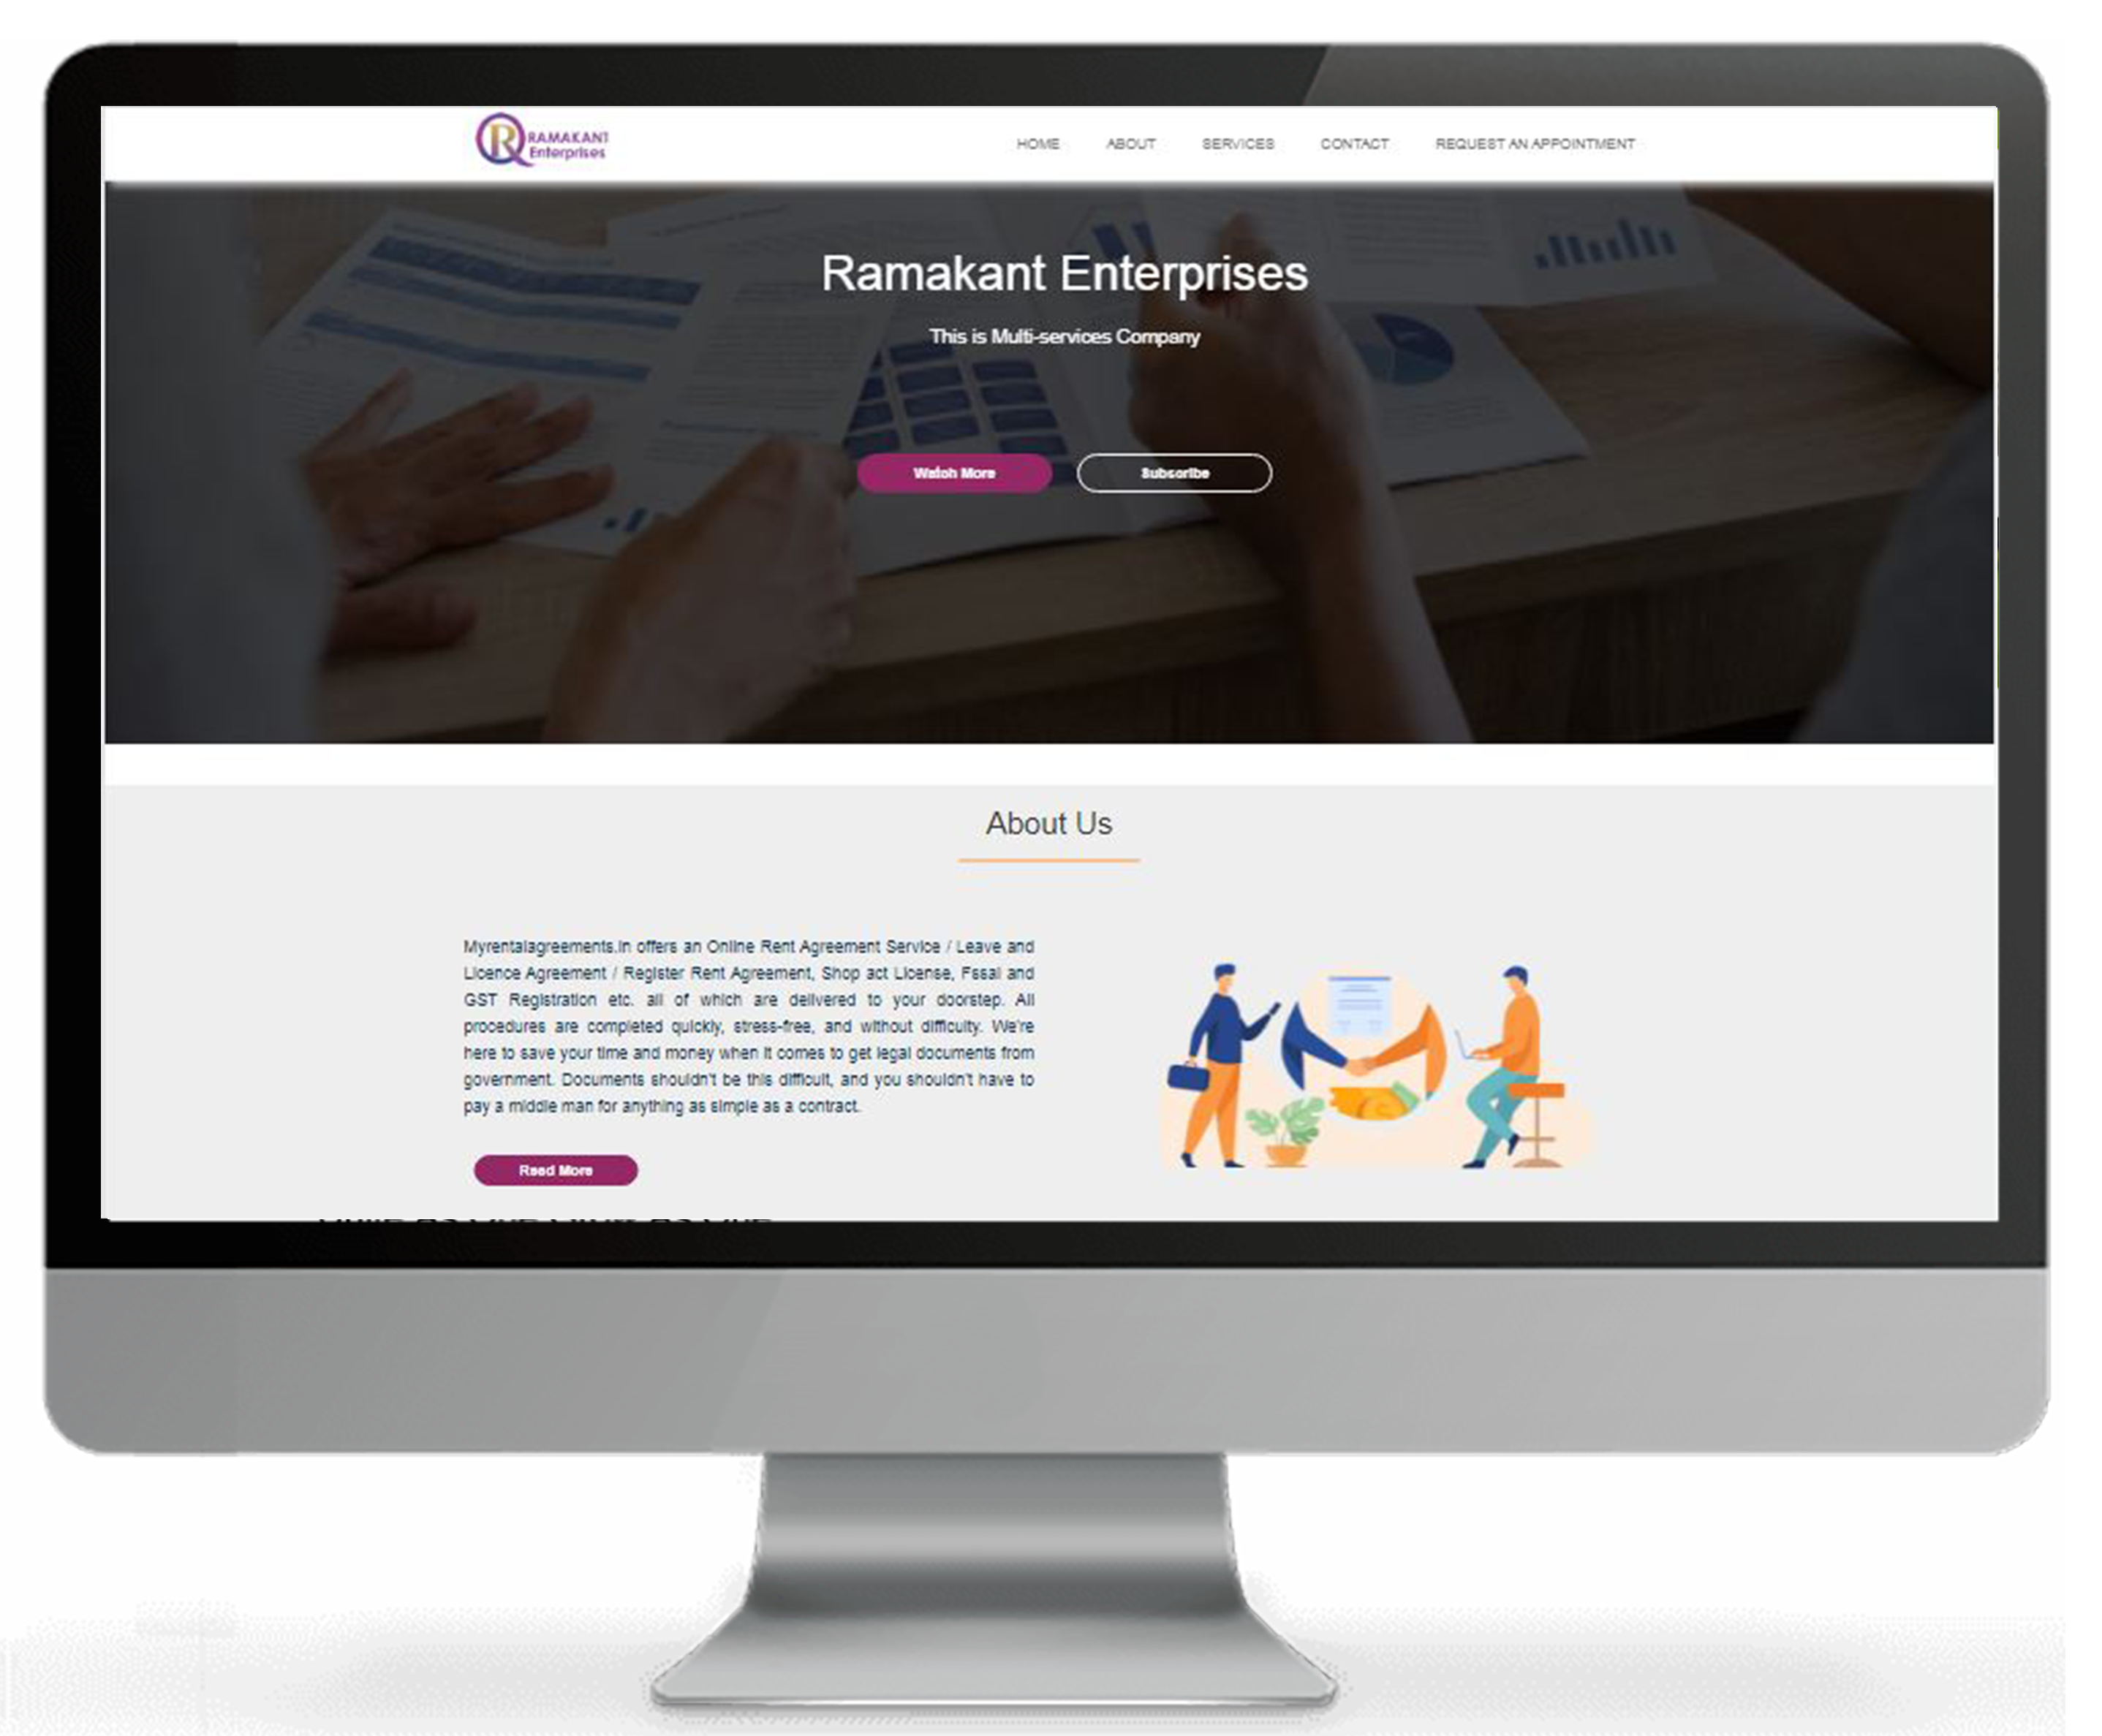 RAMAKANT
Enterprises
HOME ABOUT SERVICES CONTACT REQUEST AN APPOINTMENT
Ramakant Enterprises
This is Multi-services Company
Watch More Subscribe
About Us
Myrentalagreements.in offers an Online Rent Agreement Service / Leave and
Licence Agreement / Register Rent Agreement, Shop act License, Fssai and
GST Registration etc. all of which are delivered to your doorstep. All
procedures are completed quickly, stress-free, and without difficulty. We're
here to save your time and money when it comes to get legal documents from
government. Documents shouldn't be this difficult, and you shouldn't have to
pay a middle man for anything as simple as a contract.
Read More